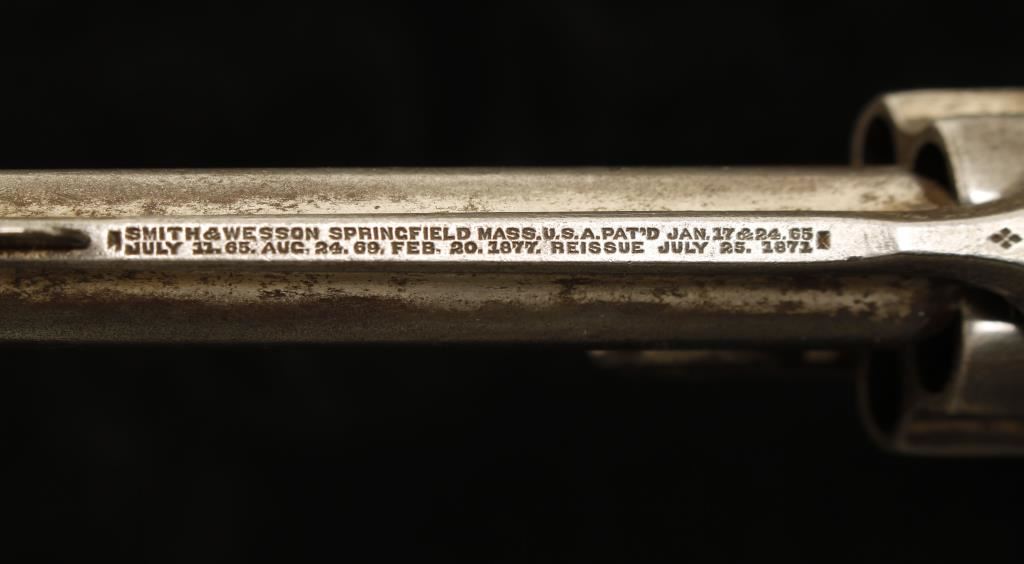 SMITH & WESSON SPRINGFIELD MASS. U.S.A. PAT'D JAN. 17 & 24. 65
JULY 11. 65. AUG. 24. 69. FEB. 20. 1877. REISSUE JULY 25. 1871